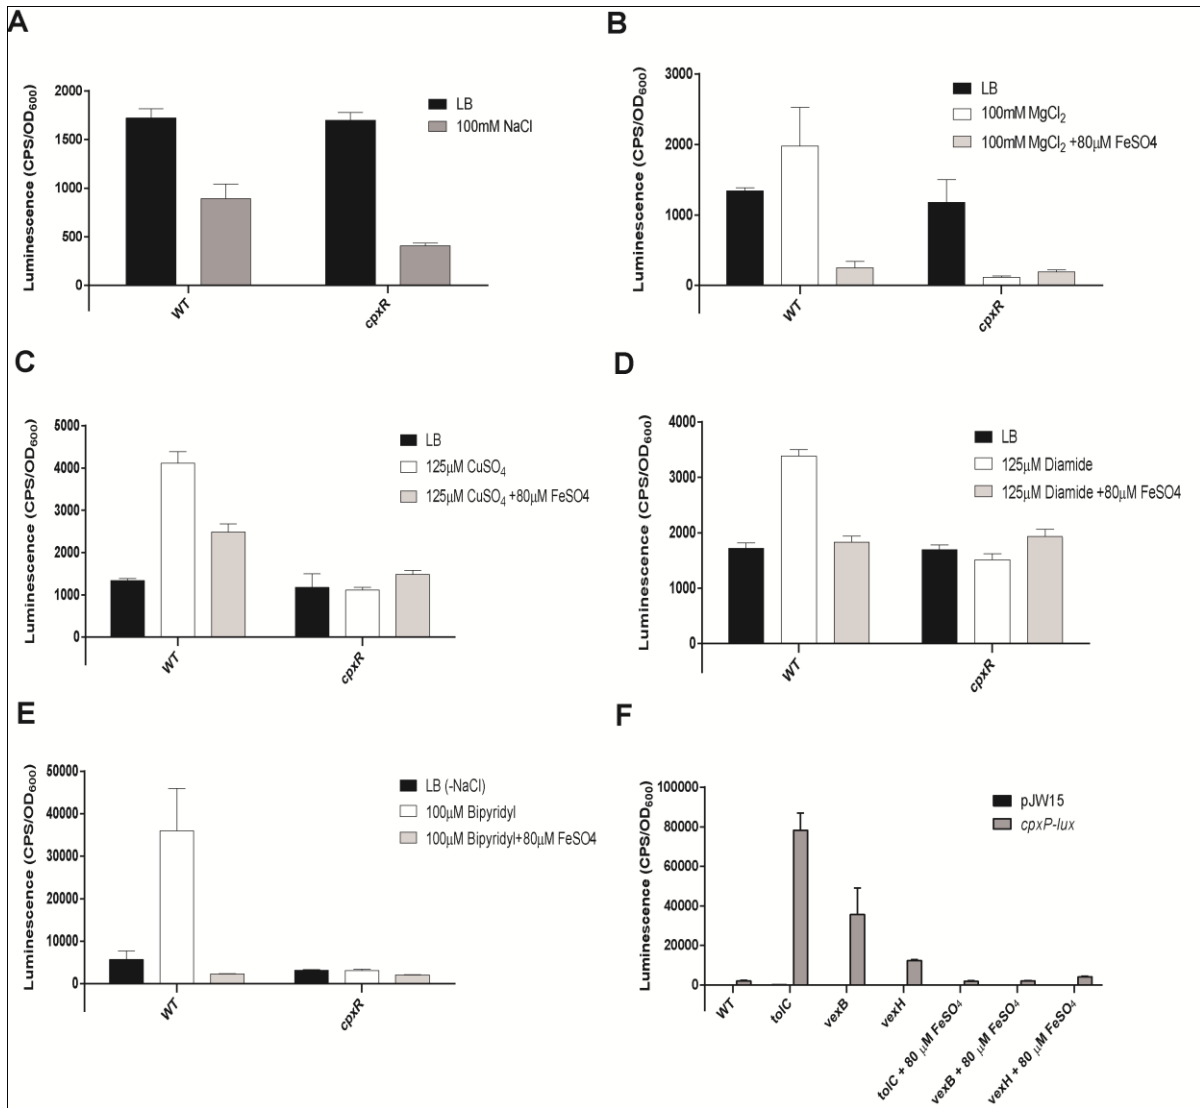 A
Luminescence (CPS/OD600)
2000
1500
1000
500
0
WT
cpxR
LB
100mM NaCl
B
Luminescence (CPS/OD600)
3000
2000
1000
0
WT
cpxR
LB
100mM MgCl2
100mM MgCl2 +80μM FeSO4
C
Luminescence (CPS/OD600)
5000
4000
3000
2000
1000
0
WT
cpxR
LB
125μM CuSO4
125μM CuSO4 +80μM FeSO4
D
Luminescence (CPS/OD600)
4000
3000
2000
1000
0
WT
cpxR
LB
125μM Diamide
125μM Diamide +80μM FeSO4
E
Luminescence (CPS/OD600)
50000
40000
30000
20000
10000
0
WT
cpxR
LB (-NaCl)
100μM Bipyridyl
100μM Bipyridyl+80μM FeSO4
F
Luminescence (CPS/OD600)
100000
80000
60000
40000
20000
0
WT
tolC
vexB
vexH
tolC + 80 μM FeSO4
vexB + 80 μM FeSO4
vexH + 80 μM FeSO4
pJW15
cpxP-lux